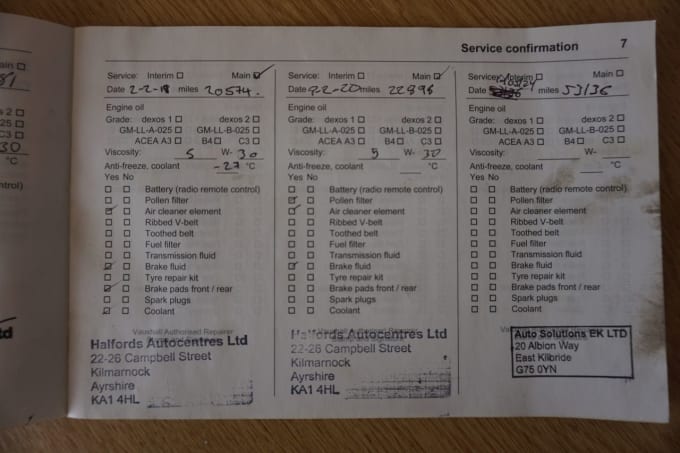 Service confirmation 7
Service: Interim Main
Date 2-2-18 miles 20574.
Engine oil
Grade: dexos 1 dexos 2
GM-LL-A-025 GM-LL-B-025
ACEA A3 B4 C3
Viscosity: 5 W- 30
Anti-freeze, coolant -27 °C
Yes No
Battery (radio remote control)
Pollen filter
Air cleaner element
Ribbed V-belt
Toothed belt
Fuel filter
Transmission fluid
Brake fluid
Tyre repair kit
Brake pads front / rear
Spark plugs
Coolant
Vauxhall Authorised Repairer
Halfords Autocentres Ltd
22-26 Campbell Street
Kilmarnock
Ayrshire
KA1 4HL
Service: Interim Main
Date miles
Engine oil
Grade: dexos 1 dexos 2
GM-LL-A-025 GM-LL-B-025
ACEA A3 B4 C3
Viscosity: 5 W- 30
Anti-freeze, coolant °C
Yes No
Battery (radio remote control)
Pollen filter
Air cleaner element
Ribbed V-belt
Toothed belt
Fuel filter
Transmission fluid
Brake fluid
Tyre repair kit
Brake pads front / rear
Spark plugs
Coolant
Halfords Autocentres Ltd
22-26 Campbell Street
Kilmarnock
Ayrshire
KA1 4HL
Service: Interim Main
Date miles 53136
Engine oil
Grade: dexos 1 dexos 2
GM-LL-A-025 GM-LL-B-025
ACEA A3 B4 C3
Viscosity: W-
Anti-freeze, coolant °C
Yes No
Battery (radio remote control)
Pollen filter
Air cleaner element
Ribbed V-belt
Toothed belt
Fuel filter
Transmission fluid
Brake fluid
Tyre repair kit
Brake pads front / rear
Spark plugs
Coolant
Auto Solutions EK LTD
20 Albion Way
East Kilbride
G75 0YN